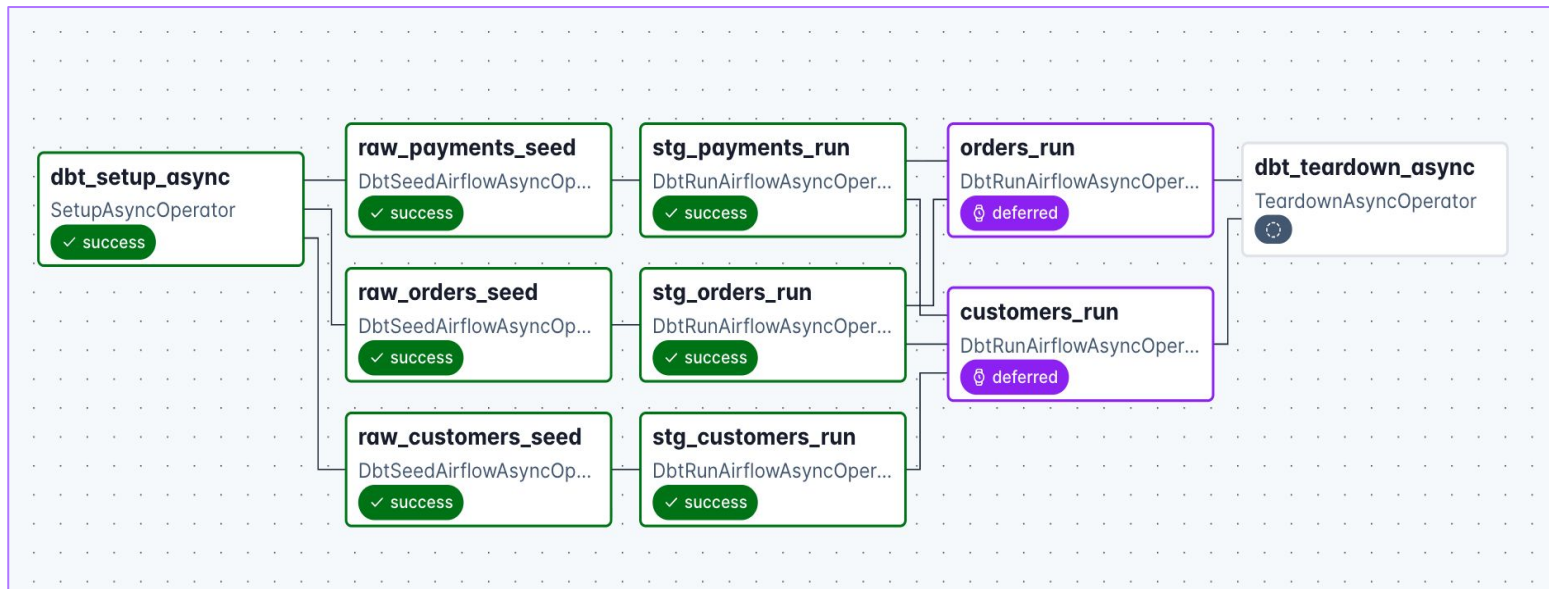 dbt_setup_async
SetupAsyncOperator
success
raw_payments_seed
DbtSeedAirflowAsyncOp...
success
raw_orders_seed
DbtSeedAirflowAsyncOp...
success
raw_customers_seed
DbtSeedAirflowAsyncOp...
success
stg_payments_run
DbtRunAirflowAsyncOper...
success
stg_orders_run
DbtRunAirflowAsyncOper...
success
stg_customers_run
DbtRunAirflowAsyncOper...
success
orders_run
DbtRunAirflowAsyncOper...
deferred
customers_run
DbtRunAirflowAsyncOper...
deferred
dbt_teardown_async
TeardownAsyncOperator